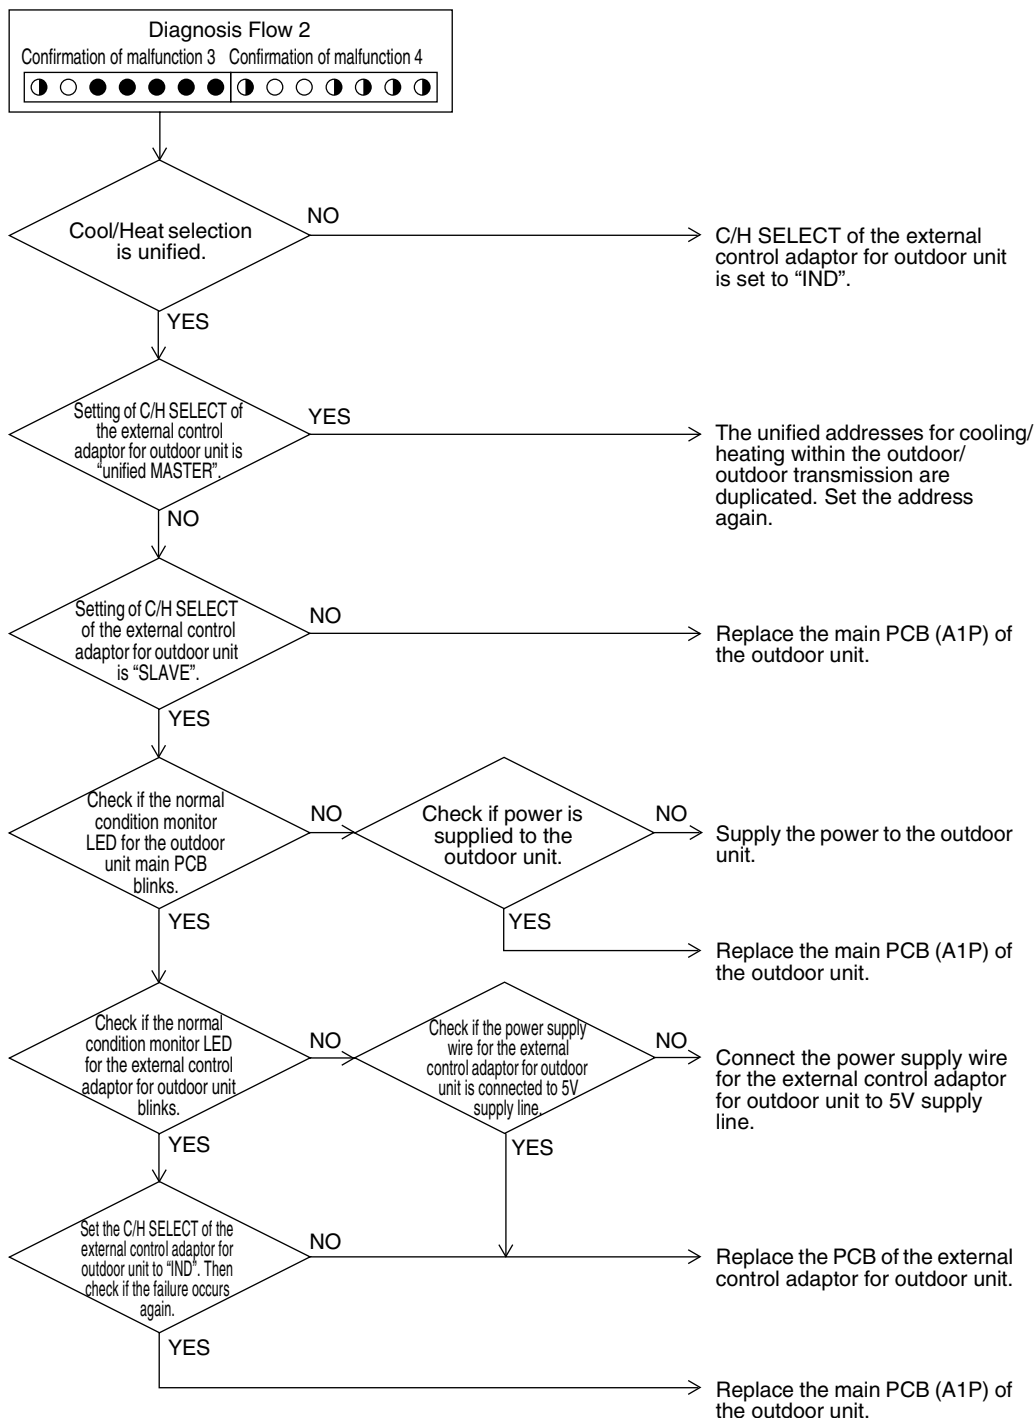 Diagnosis Flow 2
Confirmation of malfunction 3 Confirmation of malfunction 4
Cool/Heat selection
is unified.
NO
C/H SELECT of the external
control adaptor for outdoor unit
is set to “IND”.
YES
Setting of C/H SELECT of
the external control
adaptor for outdoor unit is
“unified MASTER”.
YES
The unified addresses for cooling/
heating within the outdoor/
outdoor transmission are
duplicated. Set the address
again.
NO
Setting of C/H SELECT
of the external control
adaptor for outdoor unit
is “SLAVE”.
NO
Replace the main PCB (A1P) of
the outdoor unit.
YES
Check if the normal
condition monitor
LED for the outdoor
unit main PCB
blinks.
NO
Check if power is
supplied to the
outdoor unit.
NO
Supply the power to the outdoor
unit.
YES
YES
Replace the main PCB (A1P) of
the outdoor unit.
Check if the normal
condition monitor LED
for the external control
adaptor for outdoor unit
blinks.
NO
Check if the power supply
wire for the external
control adaptor for outdoor
unit is connected to 5V
supply line.
NO
Connect the power supply wire
for the external control adaptor
for outdoor unit to 5V supply
line.
YES
YES
Set the C/H SELECT of the
external control adaptor for
outdoor unit to “IND”. Then
check if the failure occurs
again.
NO
Replace the PCB of the external
control adaptor for outdoor unit.
YES
Replace the main PCB (A1P) of
the outdoor unit.